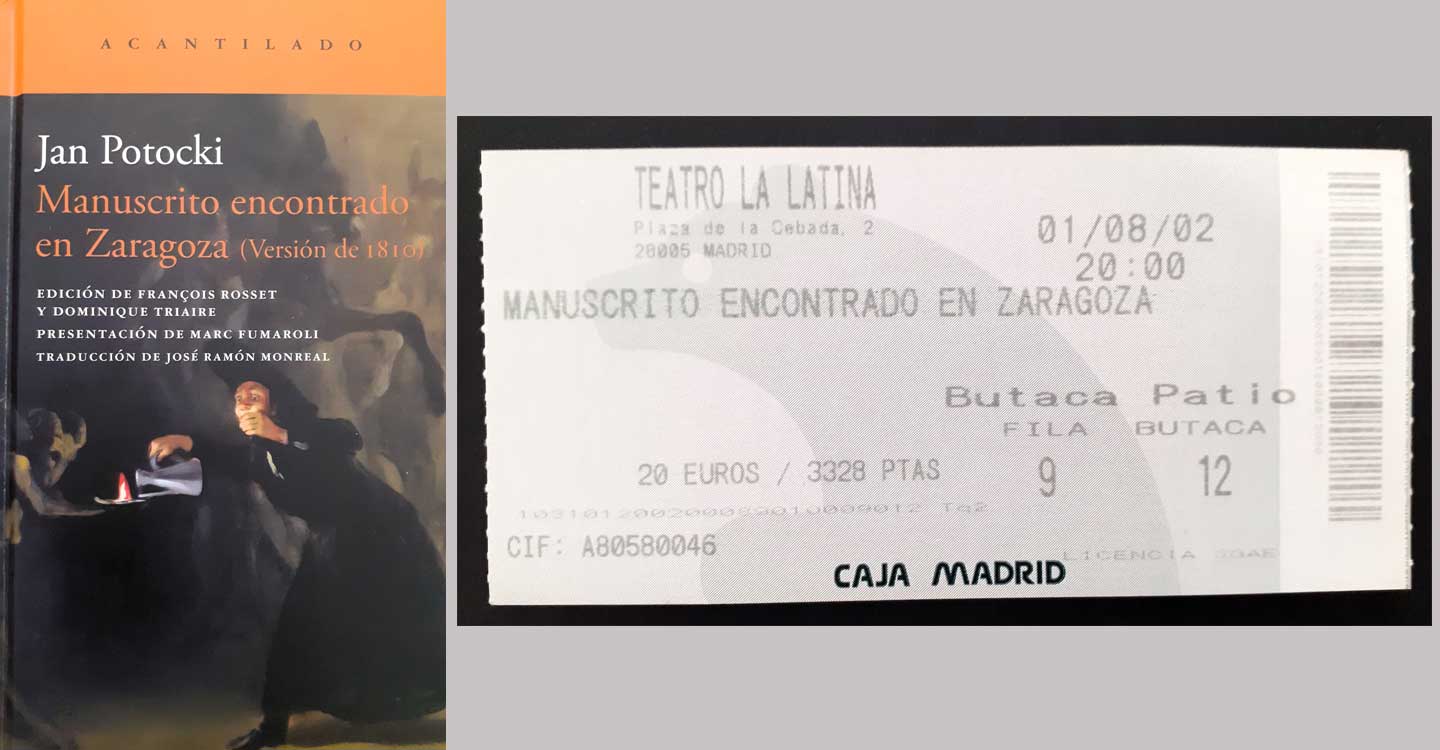 ACANTILADO
Jan Potocki
Manuscrito encontrado
en Zaragoza (Versión de 1810)
EDICIÓN DE FRANÇOIS ROSSET
Y DOMINIQUE TRIAIRE
PRESENTACIÓN DE MARC FUMAROLI
TRADUCCIÓN DE JOSÉ RAMÓN MONREAL
TEATRO LA LATINA
Plaza de la Cebada, 2
28005 MADRID
01/08/02
20:00
MANUSCRITO ENCONTRADO EN ZARAGOZA
Butaca Patio
FILA BUTACA
20 EUROS / 3328 PTAS
9 12
CIF: A80580046
LICENCIA SGAE
CAJA MADRID